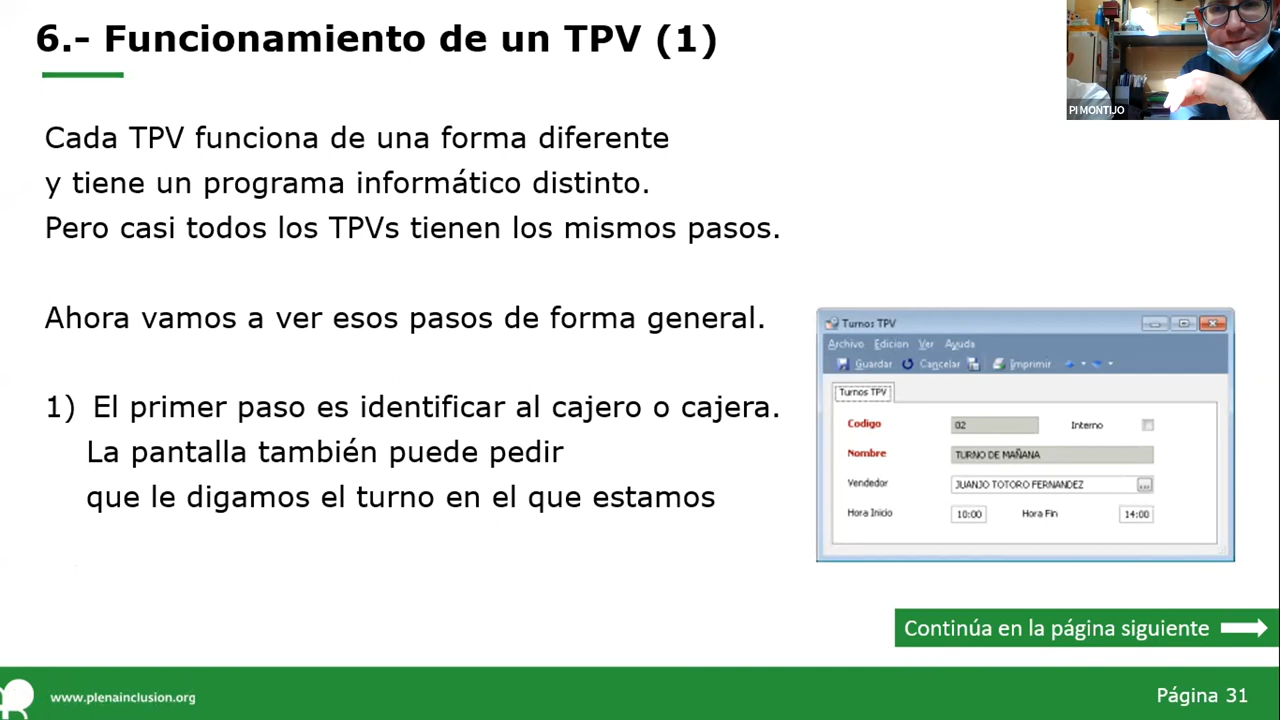 6.- Funcionamiento de un TPV (1)
PI MONTIJO
Cada TPV funciona de una forma diferente
y tiene un programa informático distinto.
Pero casi todos los TPVs tienen los mismos pasos.
Ahora vamos a ver esos pasos de forma general.
1) El primer paso es identificar al cajero o cajera.
La pantalla también puede pedir
que le digamos el turno en el que estamos
Turnos TPV
Archivo Edicion Ver Ayuda
Guardar Cancelar Imprimir
Turnos TPV
Codigo 02 Interno
Nombre TURNO DE MAÑANA
Vendedor JUANJO TOTORO FERNANDEZ ...
Hora Inicio 10:00 Hora Fin 14:00
Continúa en la página siguiente
www.plenainclusion.org
Página 31